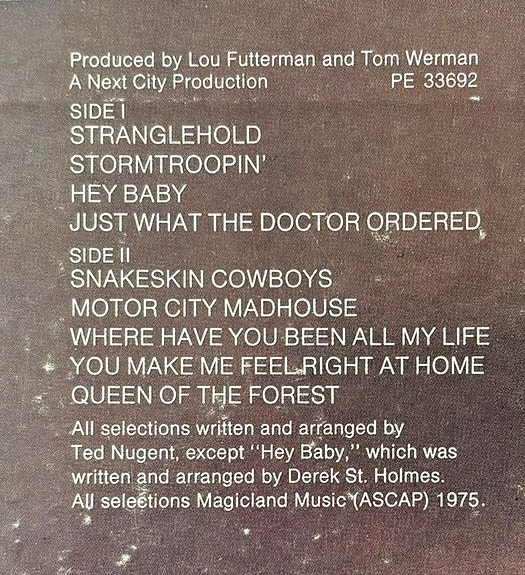 Produced by Lou Futterman and Tom Werman
A Next City Production PE 33692
SIDE I
STRANGLEHOLD
STORMTROOPIN'
HEY BABY
JUST WHAT THE DOCTOR ORDERED
SIDE II
SNAKESKIN COWBOYS
MOTOR CITY MADHOUSE
WHERE HAVE YOU BEEN ALL MY LIFE
YOU MAKE ME FEEL RIGHT AT HOME
QUEEN OF THE FOREST
All selections written and arranged by
Ted Nugent, except "Hey Baby," which was
written and arranged by Derek St. Holmes.
All selections Magicland Music (ASCAP) 1975.